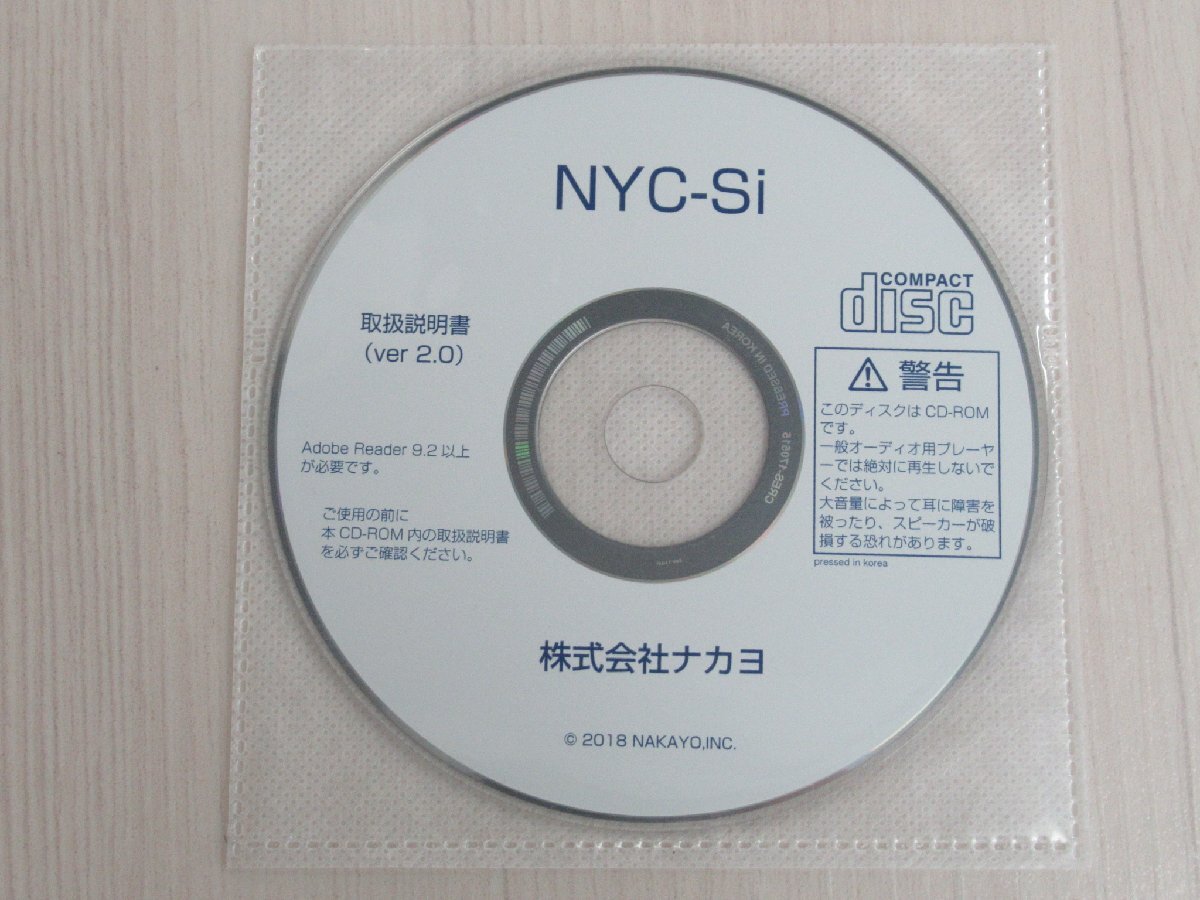 NYC-Si
取扱説明書
(ver 2.0)
Adobe Reader 9.2 以上
が必要です。
ご使用の前に
本 CD-ROM 内の取扱説明書
を必ずご確認ください。
COMPACT
disc
警告
このディスクは CD-ROM
です。
一般オーディオ用プレーヤ
ーでは絶対に再生しないで
ください。
大音量によって耳に障害を
被ったり、スピーカーが破
損する恐れがあります。
pressed in korea
PRESSED IN KOREA
株式会社ナカヨ
© 2018 NAKAYO,INC.